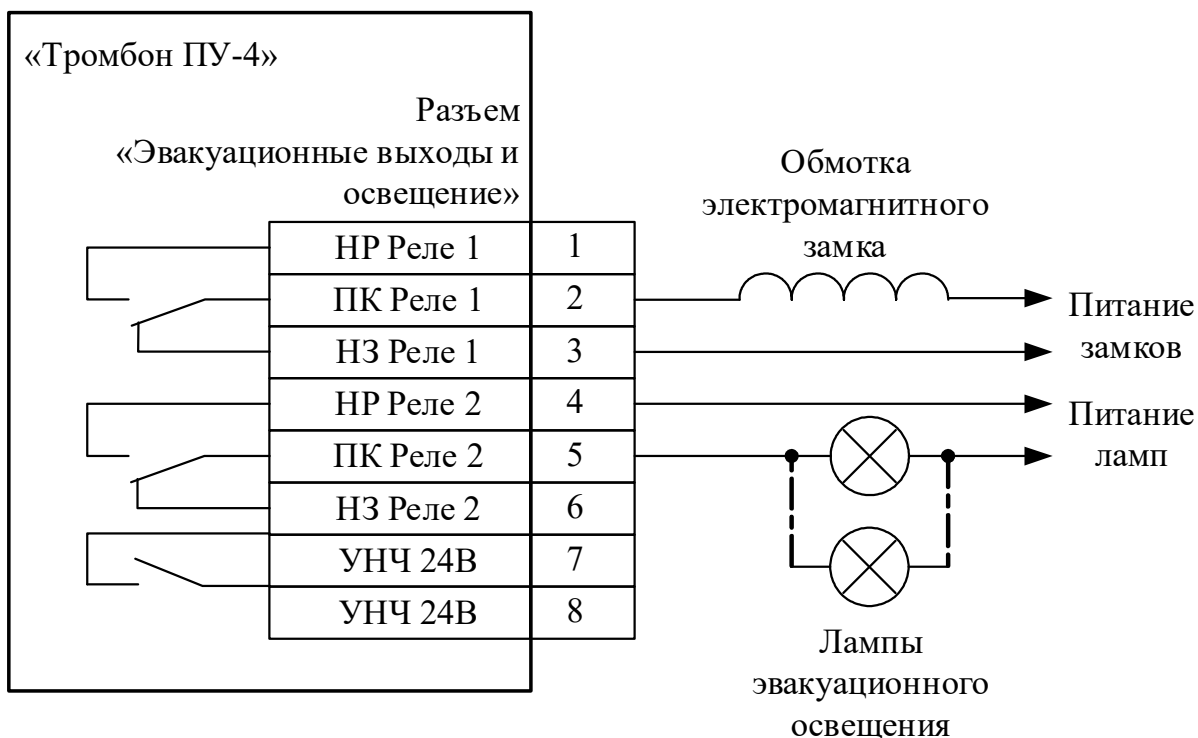 «Тромбон ПУ-4»
Разъем
«Эвакуационные выходы и
освещение»
НР Реле 1 1
ПК Реле 1 2
НЗ Реле 1 3
НР Реле 2 4
ПК Реле 2 5
НЗ Реле 2 6
УНЧ 24В 7
УНЧ 24В 8
Обмотка
электромагнитного
замка
Питание
замков
Питание
ламп
Лампы
эвакуационного
освещения